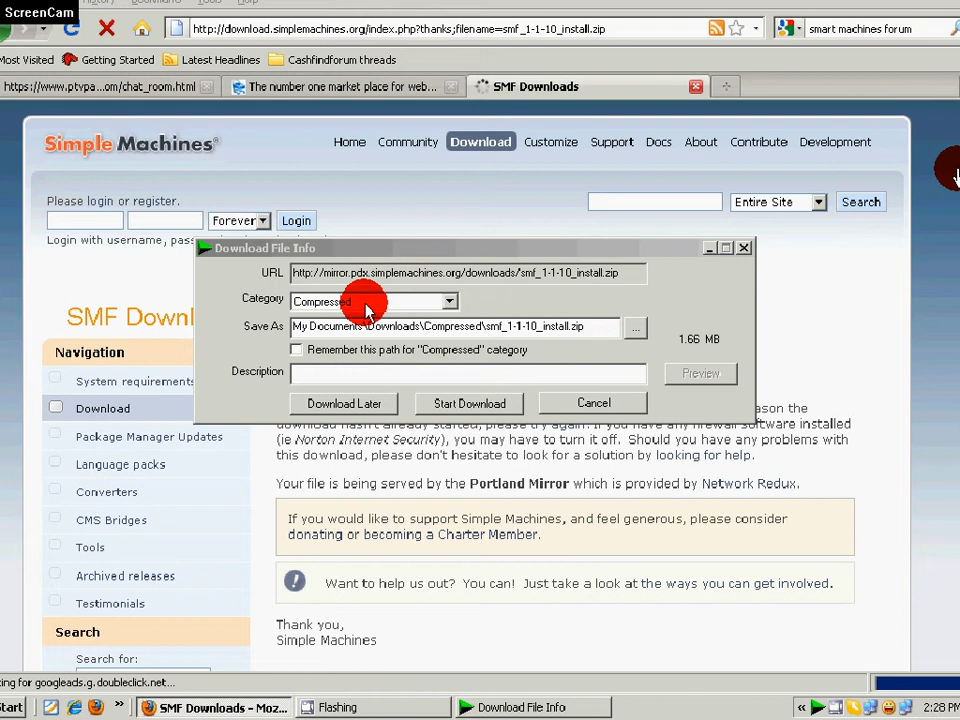 ScreenCam
http://download.simplemachines.org/index.php?thanks;filename=smf_1-1-10_install.zip
smart machines forum
Most Visited Getting Started Latest Headlines Cashfindforum threads
https://www.ptvpa...om/chat_room.html The number one market place for web... SMF Downloads
Simple Machines
Home Community Download Customize Support Docs About Contribute Development
Please login or register.
Forever Login
Entire Site Search
Login with username, pass
Download File Info
URL http://mirror.pdx.simplemachines.org/downloads/smf_1-1-10_install.zip
Category Compressed
Save As My Documents\Downloads\Compressed\smf_1-1-10_install.zip ...
1.66 MB
Remember this path for "Compressed" category
Description
Preview
Download Later Start Download Cancel
SMF Downl
Navigation
System requirements
Download
Package Manager Updates
Language packs
Converters
CMS Bridges
Tools
Archived releases
Testimonials
Search
Search for:
ason the
download hasn't already started, please try again. If you have any firewall software installed
(ie Norton Internet Security), you may have to turn it off. Should you have any problems with
this download, please don't hesitate to look for a solution by looking for help.
Your file is being served by the Portland Mirror which is provided by Network Redux.
If you would like to support Simple Machines, and feel generous, please consider
donating or becoming a Charter Member.
Want to help us out? You can! Just take a look at the ways you can get involved.
Thank you,
Simple Machines
ing for googleads.g.doubleclick.net...
Start SMF Downloads - Moz... Flashing Download File Info 2:28 PM